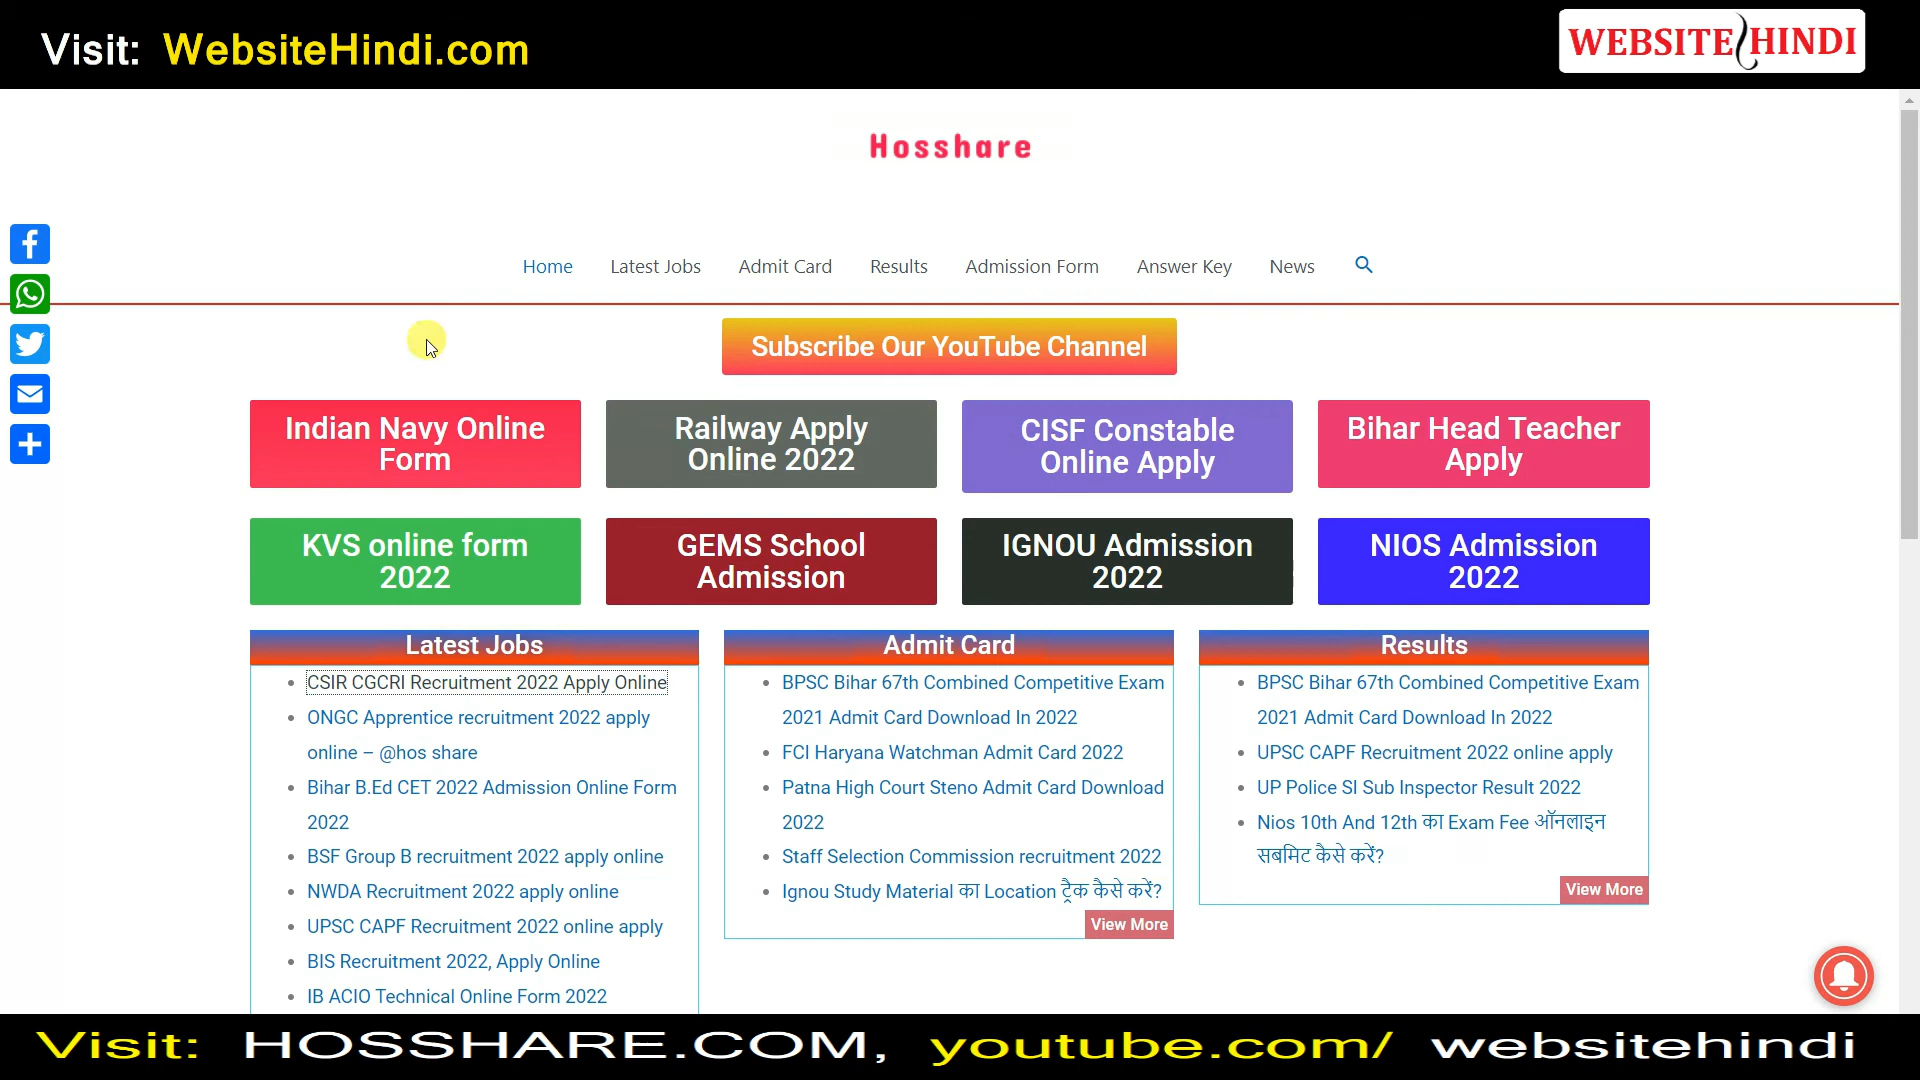 Visit: WebsiteHindi.com
WEBSITE HINDI
Hosshare
Home Latest Jobs Admit Card Results Admission Form Answer Key News
Subscribe Our YouTube Channel
Indian Navy Online
Form
Railway Apply
Online 2022
CISF Constable
Online Apply
Bihar Head Teacher
Apply
KVS online form
2022
GEMS School
Admission
IGNOU Admission
2022
NIOS Admission
2022
Latest Jobs
CSIR CGCRI Recruitment 2022 Apply Online
ONGC Apprentice recruitment 2022 apply
online – @hos share
Bihar B.Ed CET 2022 Admission Online Form
2022
BSF Group B recruitment 2022 apply online
NWDA Recruitment 2022 apply online
UPSC CAPF Recruitment 2022 online apply
BIS Recruitment 2022, Apply Online
IB ACIO Technical Online Form 2022
Admit Card
BPSC Bihar 67th Combined Competitive Exam
2021 Admit Card Download In 2022
FCI Haryana Watchman Admit Card 2022
Patna High Court Steno Admit Card Download
2022
Staff Selection Commission recruitment 2022
Ignou Study Material का Location ट्रैक कैसे करें?
View More
Results
BPSC Bihar 67th Combined Competitive Exam
2021 Admit Card Download In 2022
UPSC CAPF Recruitment 2022 online apply
UP Police SI Sub Inspector Result 2022
Nios 10th And 12th का Exam Fee ऑनलाइन
सबमिट कैसे करें?
View More
Visit: HOSSHARE.COM, youtube.com/ websitehindi